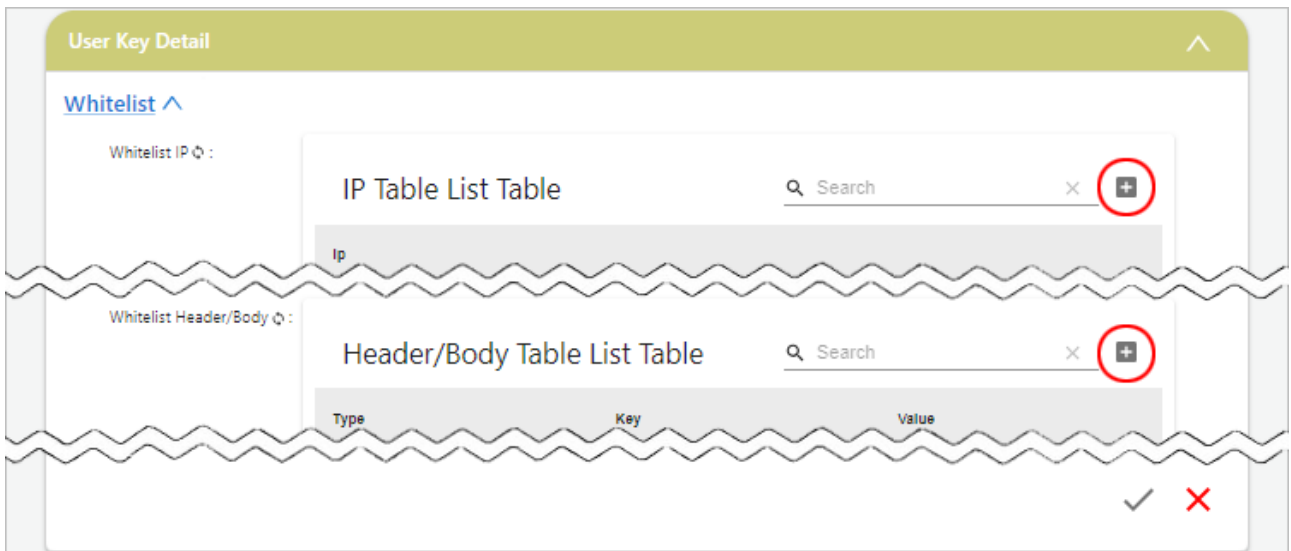 User Key Detail
Whitelist
Whitelist IP :
IP Table List Table
Search
Ip
Whitelist Header/Body :
Header/Body Table List Table
Search
Type Key Value